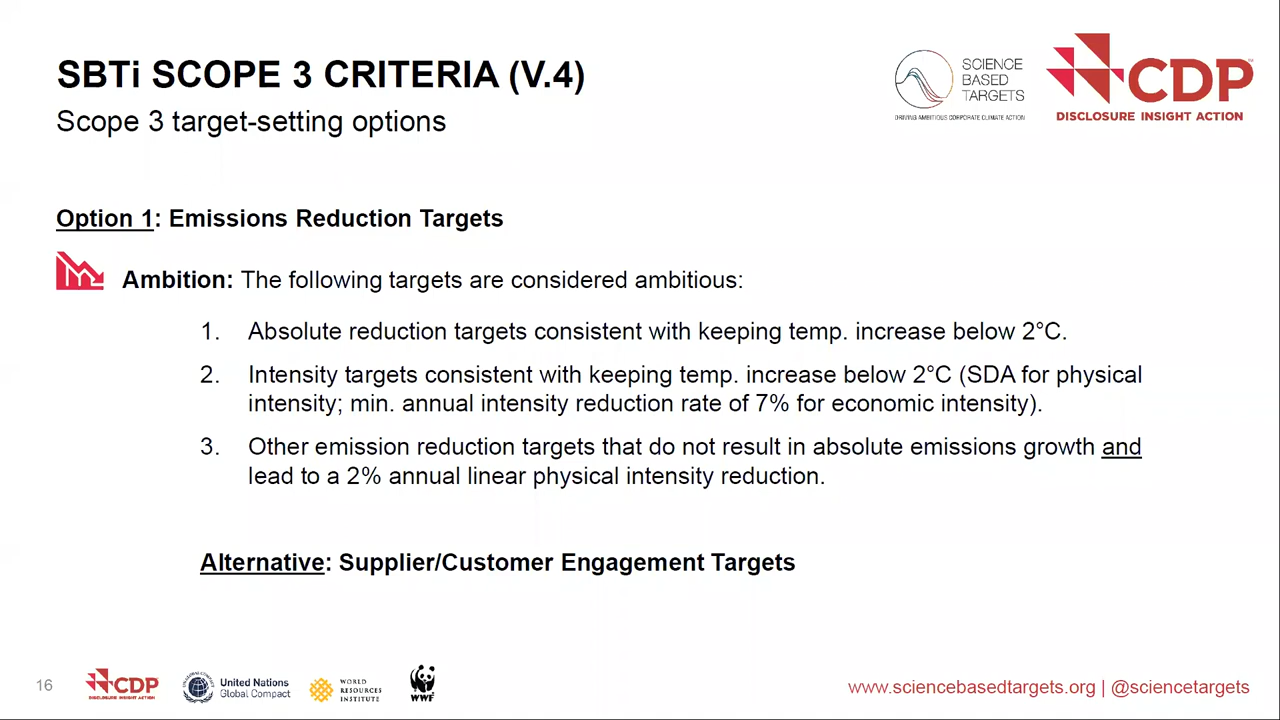 SBTi SCOPE 3 CRITERIA (V.4)
Scope 3 target-setting options
SCIENCE
BASED
TARGETS
DRIVING AMBITIOUS CORPORATE CLIMATE ACTION
CDP
DISCLOSURE INSIGHT ACTION
Option 1: Emissions Reduction Targets
Ambition: The following targets are considered ambitious:
1. Absolute reduction targets consistent with keeping temp. increase below 2°C.
2. Intensity targets consistent with keeping temp. increase below 2°C (SDA for physical
intensity; min. annual intensity reduction rate of 7% for economic intensity).
3. Other emission reduction targets that do not result in absolute emissions growth and
lead to a 2% annual linear physical intensity reduction.
Alternative: Supplier/Customer Engagement Targets
16
CDP
DISCLOSURE INSIGHT ACTION
United Nations
Global Compact
WORLD
RESOURCES
INSTITUTE
WWF
www.sciencebasedtargets.org | @sciencetargets